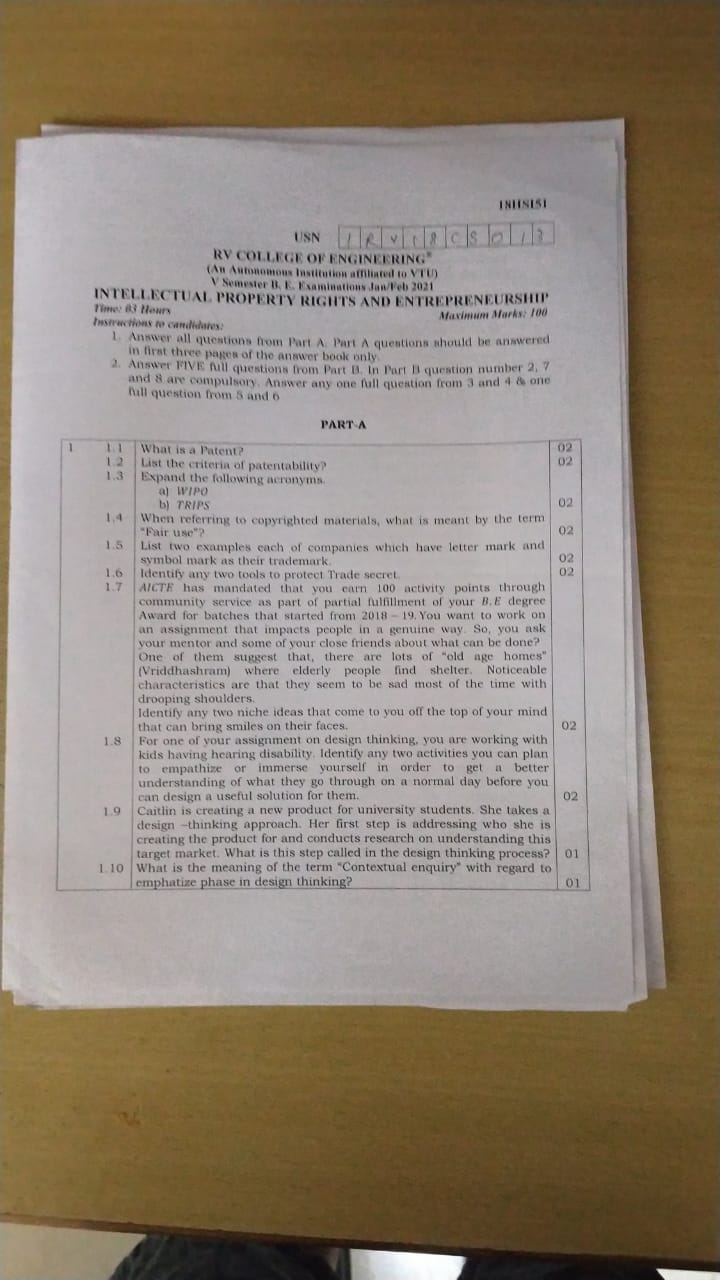 18HS151
USN 1RV18CS013
RV COLLEGE OF ENGINEERING®
(An Autonomous Institution affiliated to VTU)
V Semester B. E. Examinations Jan/Feb 2021
INTELLECTUAL PROPERTY RIGHTS AND ENTREPRENEURSHIP
Time: 03 Hours Maximum Marks: 100
Instructions to candidates:
1. Answer all questions from Part A. Part A questions should be answered
in first three pages of the answer book only.
2. Answer FIVE full questions from Part B. In Part B question number 2, 7
and 8 are compulsory. Answer any one full question from 3 and 4 & one
full question from 5 and 6
PART-A
1 1.1 What is a Patent? 02
1.2 List the criteria of patentability? 02
1.3 Expand the following acronyms.
a) WIPO
b) TRIPS 02
1.4 When referring to copyrighted materials, what is meant by the term
"Fair use"? 02
1.5 List two examples each of companies which have letter mark and
symbol mark as their trademark. 02
1.6 Identify any two tools to protect Trade secret. 02
1.7 AICTE has mandated that you earn 100 activity points through
community service as part of partial fulfillment of your B.E degree
Award for batches that started from 2018 – 19. You want to work on
an assignment that impacts people in a genuine way. So, you ask
your mentor and some of your close friends about what can be done?
One of them suggest that, there are lots of "old age homes"
(Vriddhashram) where elderly people find shelter. Noticeable
characteristics are that they seem to be sad most of the time with
drooping shoulders.
Identify any two niche ideas that come to you off the top of your mind
that can bring smiles on their faces. 02
1.8 For one of your assignment on design thinking, you are working with
kids having hearing disability. Identify any two activities you can plan
to empathize or immerse yourself in order to get a better
understanding of what they go through on a normal day before you
can design a useful solution for them. 02
1.9 Caitlin is creating a new product for university students. She takes a
design –thinking approach. Her first step is addressing who she is
creating the product for and conducts research on understanding this
target market. What is this step called in the design thinking process? 01
1.10 What is the meaning of the term "Contextual enquiry" with regard to
emphatize phase in design thinking? 01